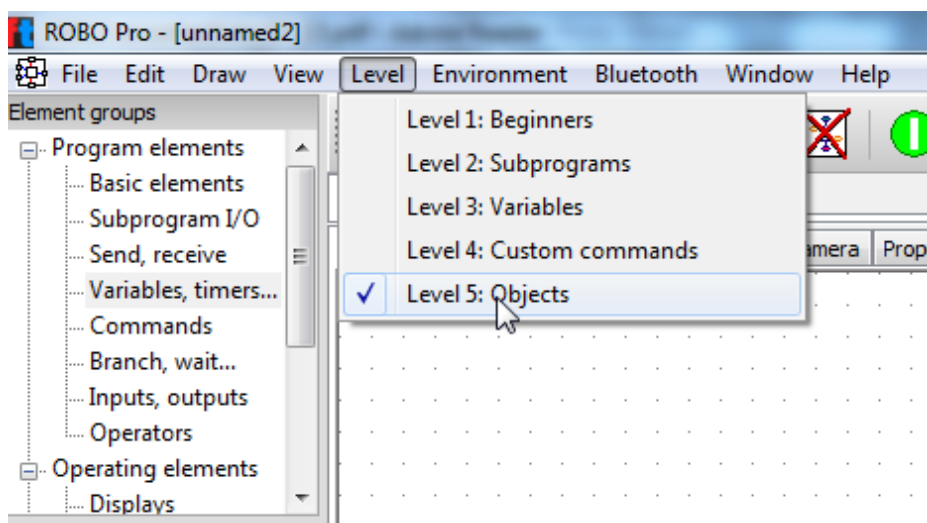 ROBO Pro - [unnamed2]
File Edit Draw View Level Environment Bluetooth Window Help
Element groups
Program elements
Basic elements
Subprogram I/O
Send, receive
Variables, timers...
Commands
Branch, wait...
Inputs, outputs
Operators
Operating elements
Displays
Level 1: Beginners
Level 2: Subprograms
Level 3: Variables
Level 4: Custom commands
Level 5: Objects
amera Prop